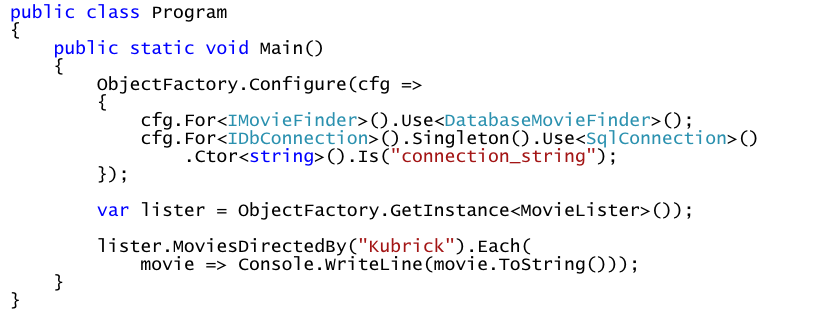 public class Program
{
    public static void Main()
    {
        ObjectFactory.Configure(cfg =>
        {
            cfg.For<IMovieFinder>().Use<DatabaseMovieFinder>();
            cfg.For<IDbConnection>().Singleton().Use<SqlConnection>()
                .Ctor<string>().Is("connection_string");
        });

        var lister = ObjectFactory.GetInstance<MovieLister>());

        lister.MoviesDirectedBy("Kubrick").Each(
            movie => Console.WriteLine(movie.ToString()));
    }
}